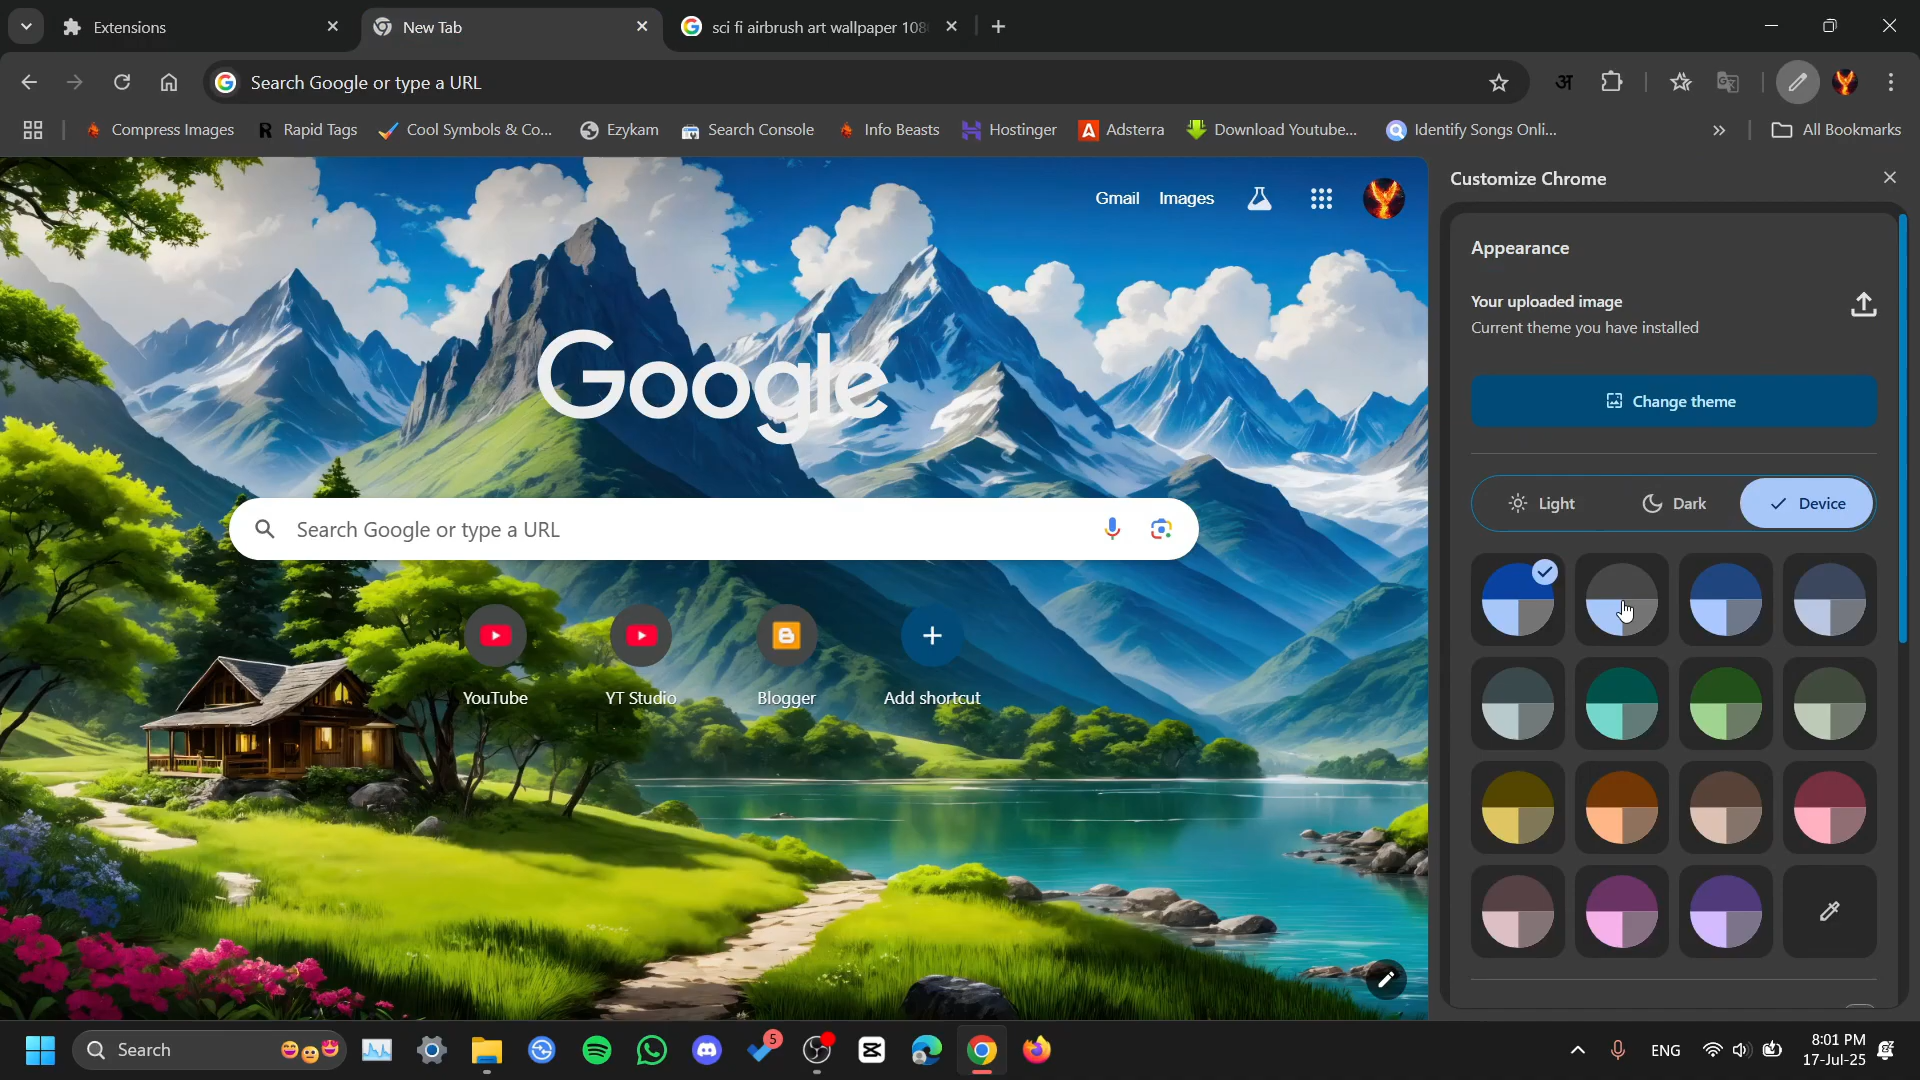 Extensions
New Tab
sci fi airbrush art wallpaper 108
Search Google or type a URL
अ
Compress Images
R Rapid Tags
Cool Symbols & Co...
Ezykam
Search Console
Info Beasts
Hostinger
A Adsterra
Download Youtube...
Identify Songs Onli...
All Bookmarks
Customize Chrome
Gmail Images
Appearance
Your uploaded image
Current theme you have installed
Google
Change theme
Light
Dark
Device
Search Google or type a URL
YouTube
YT Studio
Blogger
Add shortcut
Search
5
ENG
8:01 PM
17-Jul-25